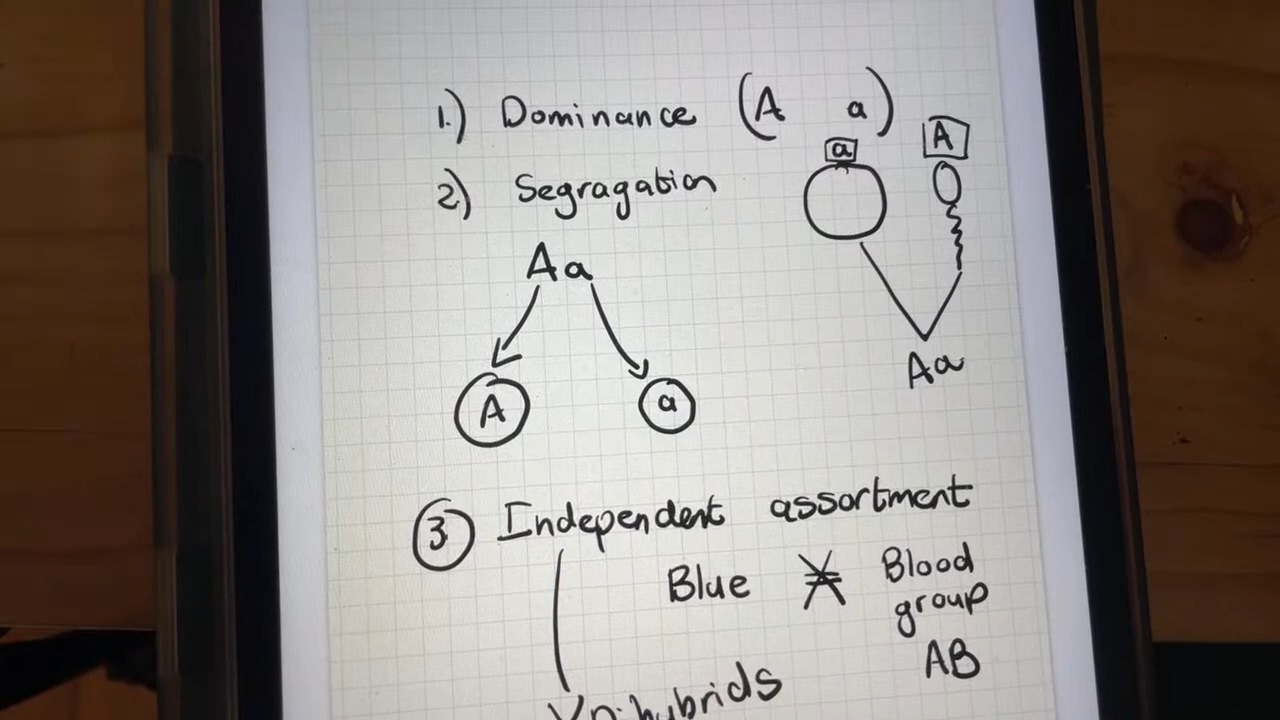 1.) Dominance (A a)
a A
2) Segragation
Aa
A a
Aa
3 Independent assortment
Blue Blood
group
AB
hybrids